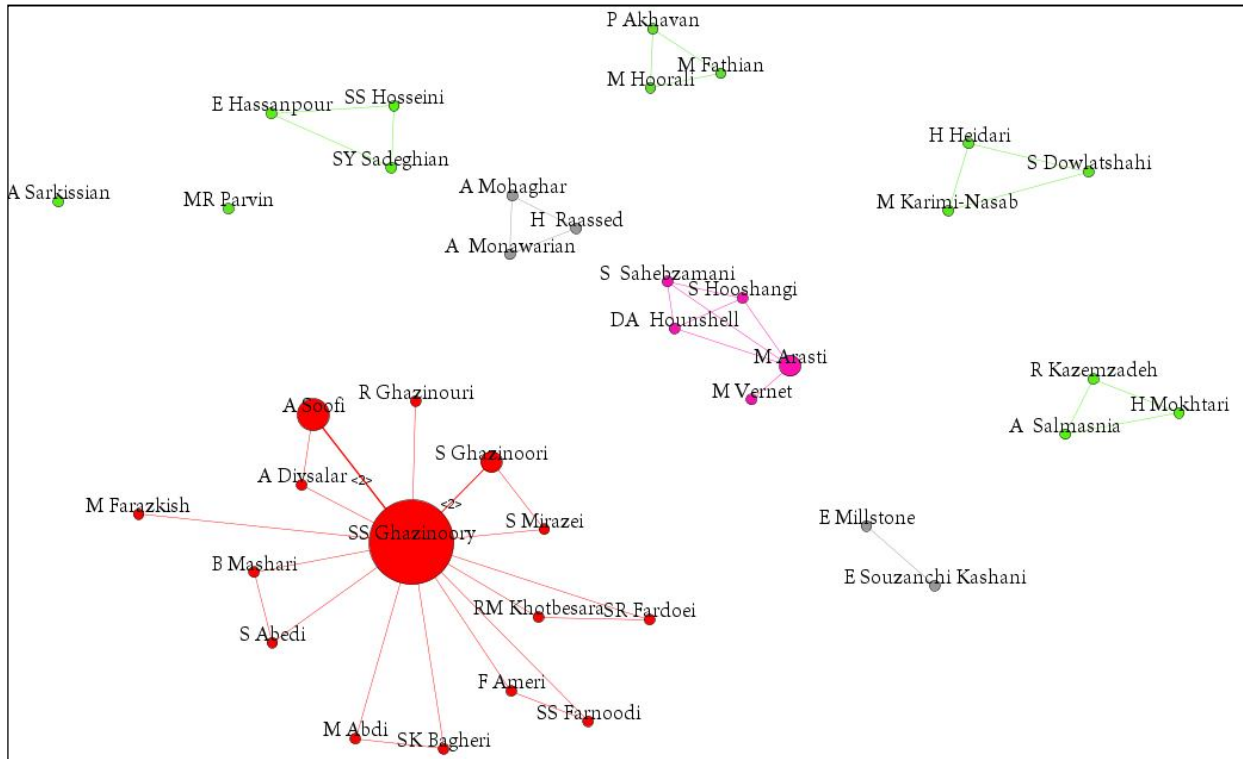 P Akhavan
M Fathian
M Hoorali
E Hassanpour
SS Hosseini
SY Sadeghian
H Heidari
S Dowlatshahi
M Karimi-Nasab
A Sarkissian
MR Parvin
A Mohaghar
H Raassed
A Monawarian
S Sahebzamani
S Hooshangi
DA Hounshell
M Arasti
M Vernet
R Kazemzadeh
H Mokhtari
A Salmasnia
R Ghazinouri
A Soofi
S Ghazinoori
A Divsalar
<2>
<2>
M Farazkish
SS Ghazinoory
S Mirazei
E Millstone
B Mashari
E Souzanchi Kashani
RM Khotbesara
SR Fardoei
S Abedi
F Ameri
SS Farnoodi
M Abdi
SK Bagheri